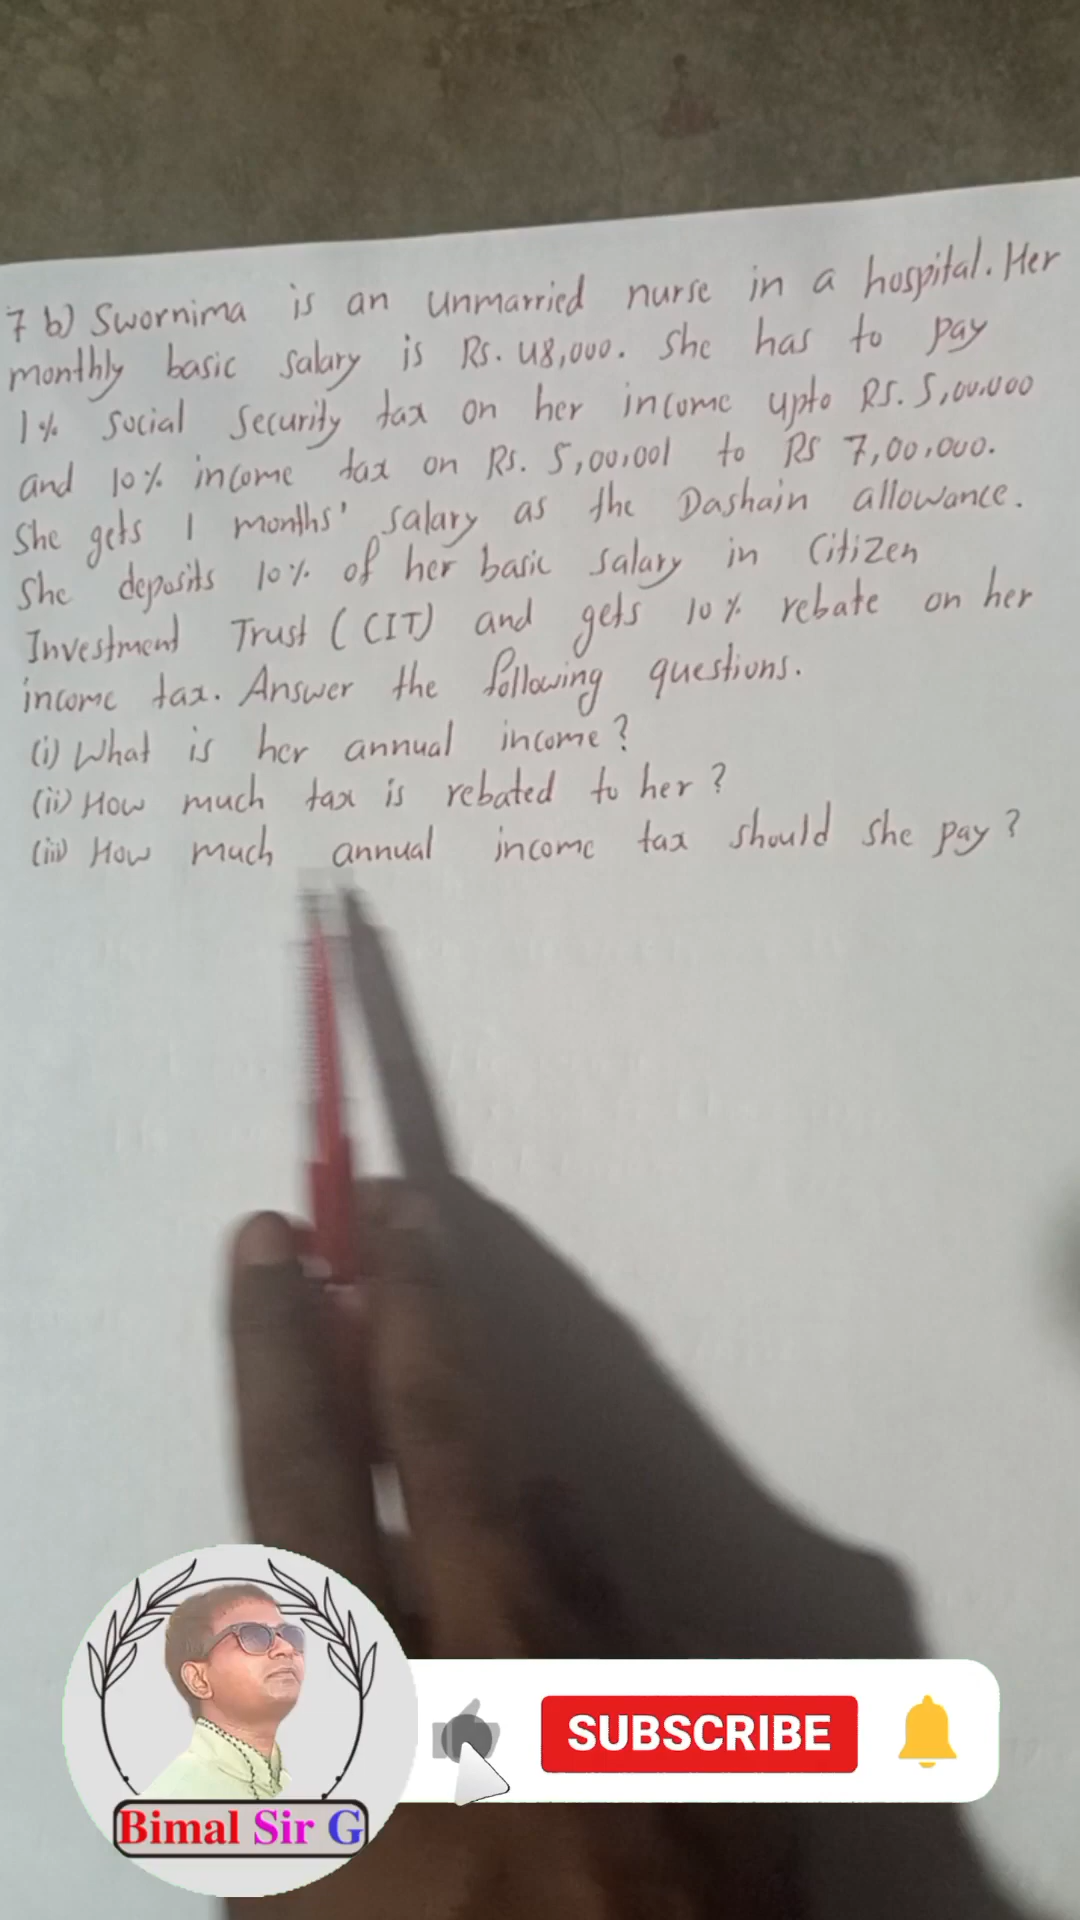 7 b) Swornima is an unmarried nurse in a hospital. Her
monthly basic salary is Rs. 48,000. She has to pay
1% Social Security tax on her income upto RS. 5,00,000
and 10% income tax on Rs. 5,00,001 to RS 7,00,000.
She gets 1 months' salary as the Dashain allowance.
She deposits 10% of her basic salary in Citizen
Investment Trust (CIT) and gets 10% rebate on her
income tax. Answer the following questions.
(i) What is her annual income?
(ii) How much tax is rebated to her?
(iii) How much annual income tax should she pay?
SUBSCRIBE
Bimal Sir G